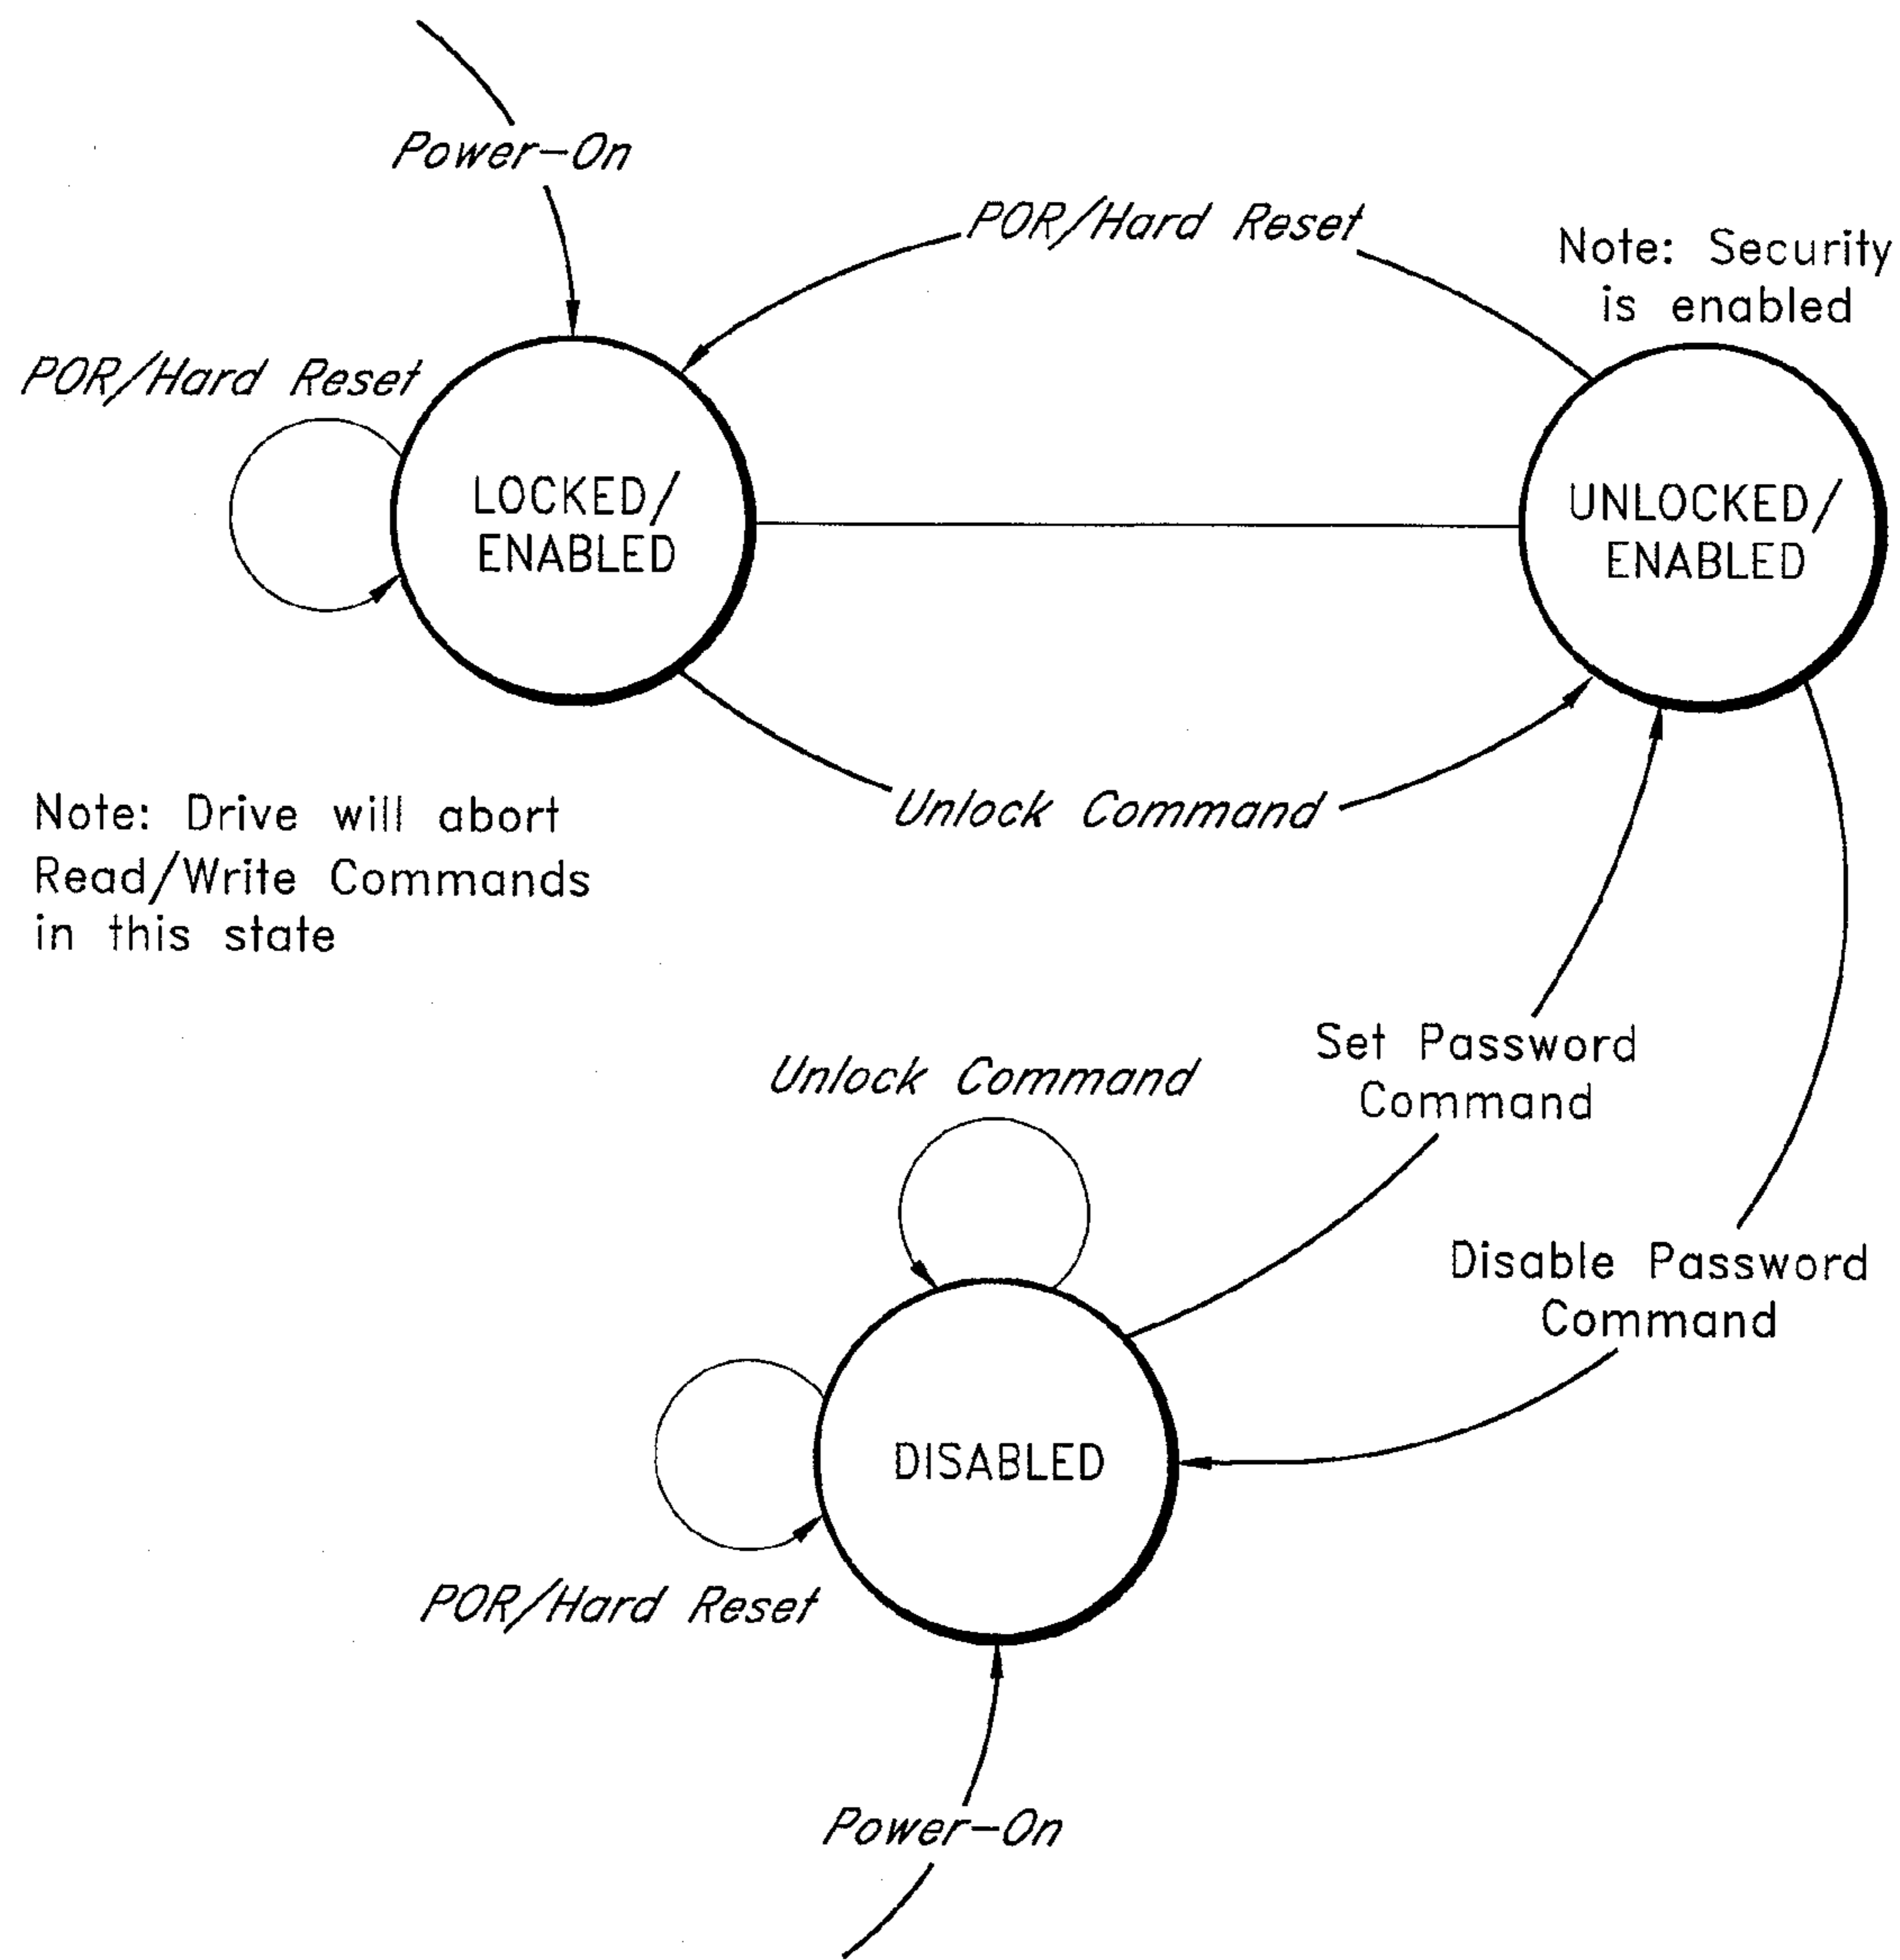 Power-On
POR/Hard Reset
Note: Security
is enabled
POR/Hard Reset
LOCKED/
ENABLED
UNLOCKED/
ENABLED
Unlock Command
Note: Drive will abort
Read/Write Commands
in this state
Set Password
Command
Unlock Command
Disable Password
Command
DISABLED
POR/Hard Reset
Power-On